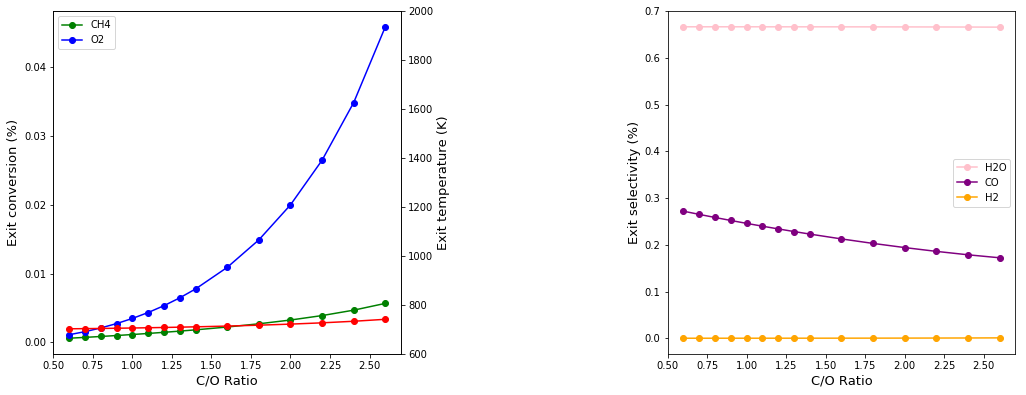 CH4
O2
Exit conversion (%)
0.04
0.03
0.02
0.01
0.00
2000
1800
1600
1400
1200
1000
800
600
Exit temperature (K)
0.50 0.75 1.00 1.25 1.50 1.75 2.00 2.25 2.50
C/O Ratio
Exit selectivity (%)
0.7
0.6
0.5
0.4
0.3
0.2
0.1
0.0
H2O
CO
H2
0.50 0.75 1.00 1.25 1.50 1.75 2.00 2.25 2.50
C/O Ratio